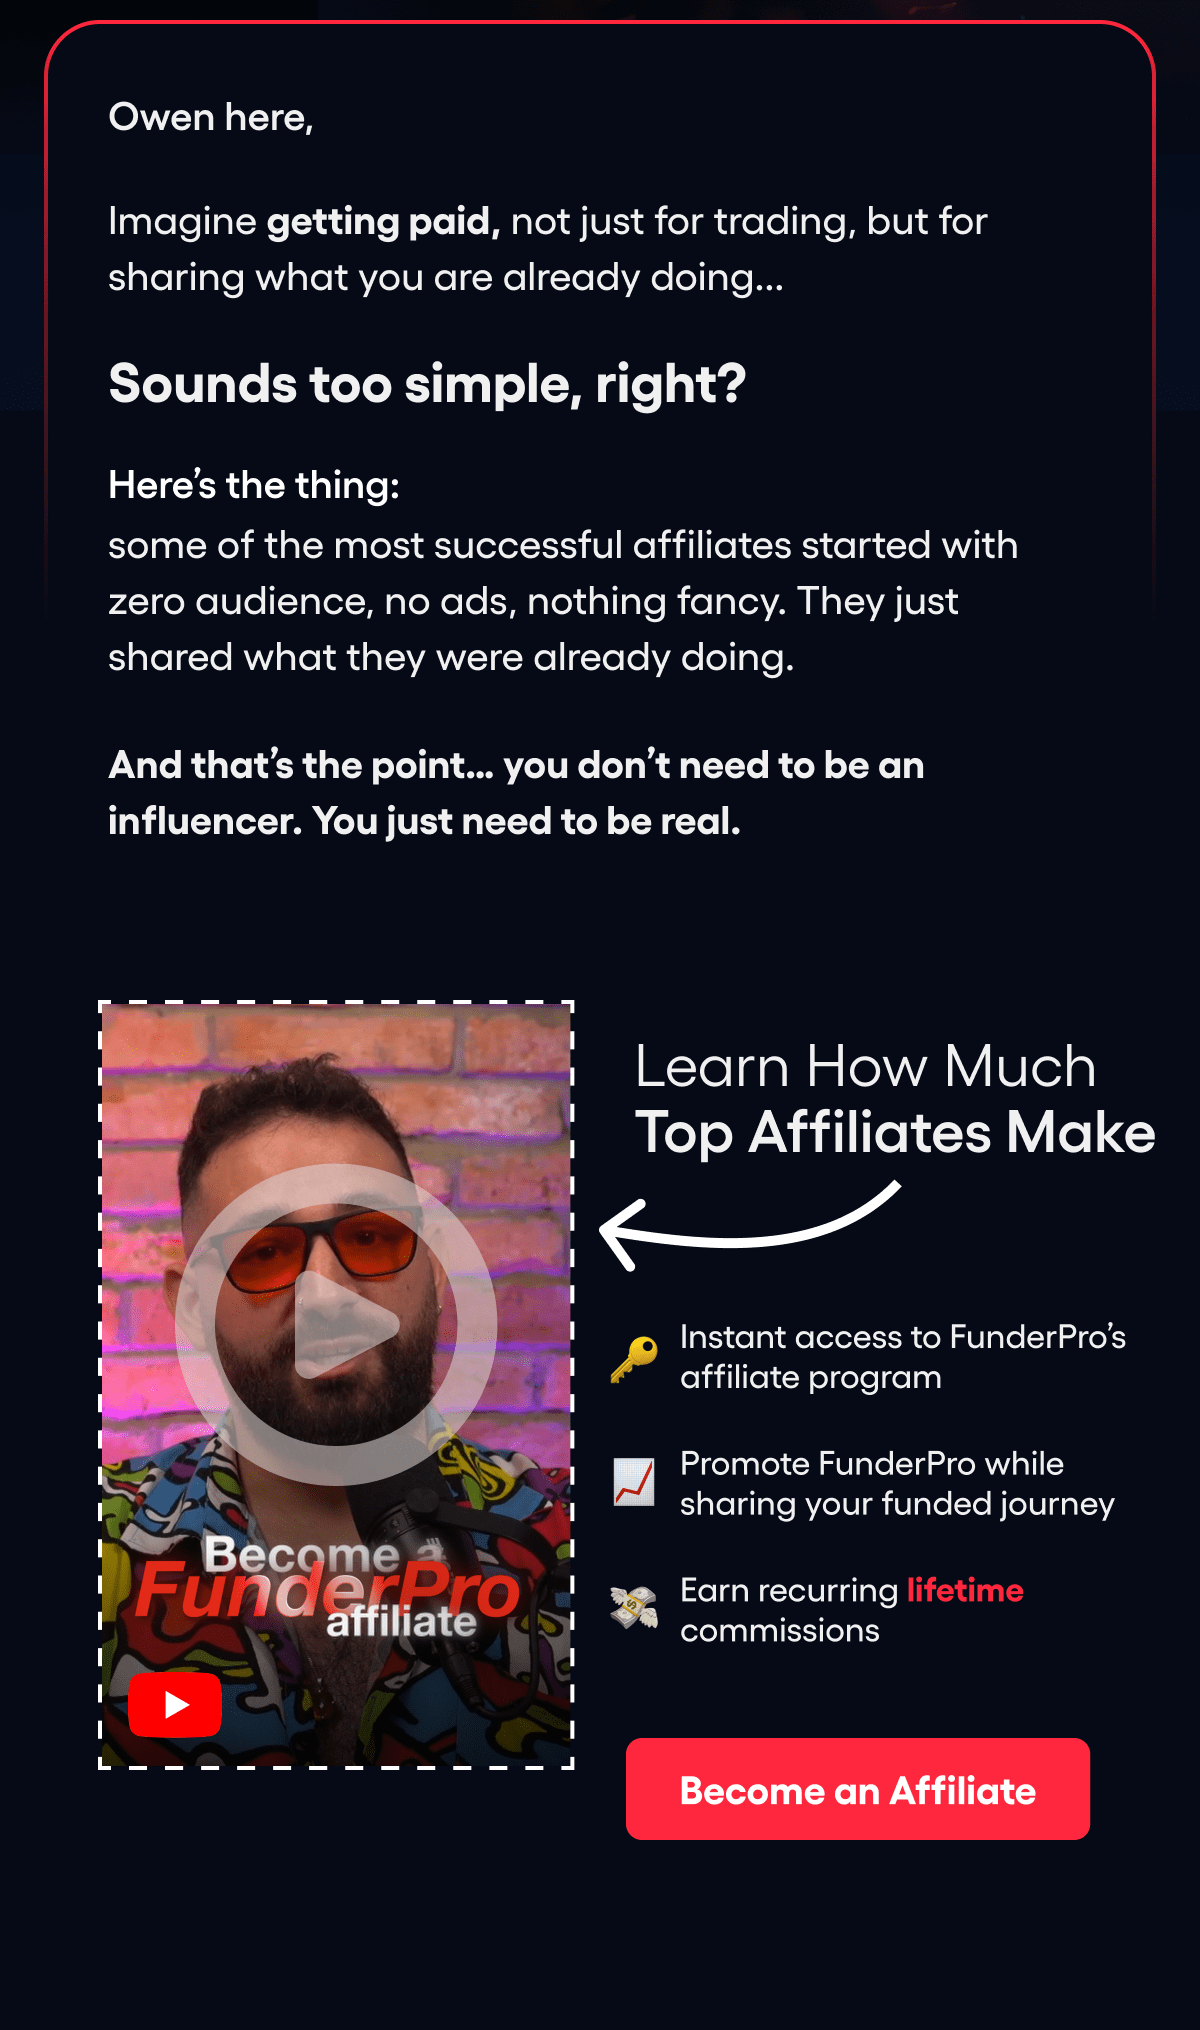 Owen here,
Imagine getting paid, not just for trading, but for
sharing what you are already doing...
Sounds too simple, right?
Here’s the thing:
some of the most successful affiliates started with
zero audience, no ads, nothing fancy. They just
shared what they were already doing.
And that’s the point... you don’t need to be an
influencer. You just need to be real.
Become a
FunderPro
affiliate
Learn How Much
Top Affiliates Make
Instant access to FunderPro’s
affiliate program
Promote FunderPro while
sharing your funded journey
Earn recurring lifetime
commissions
Become an Affiliate